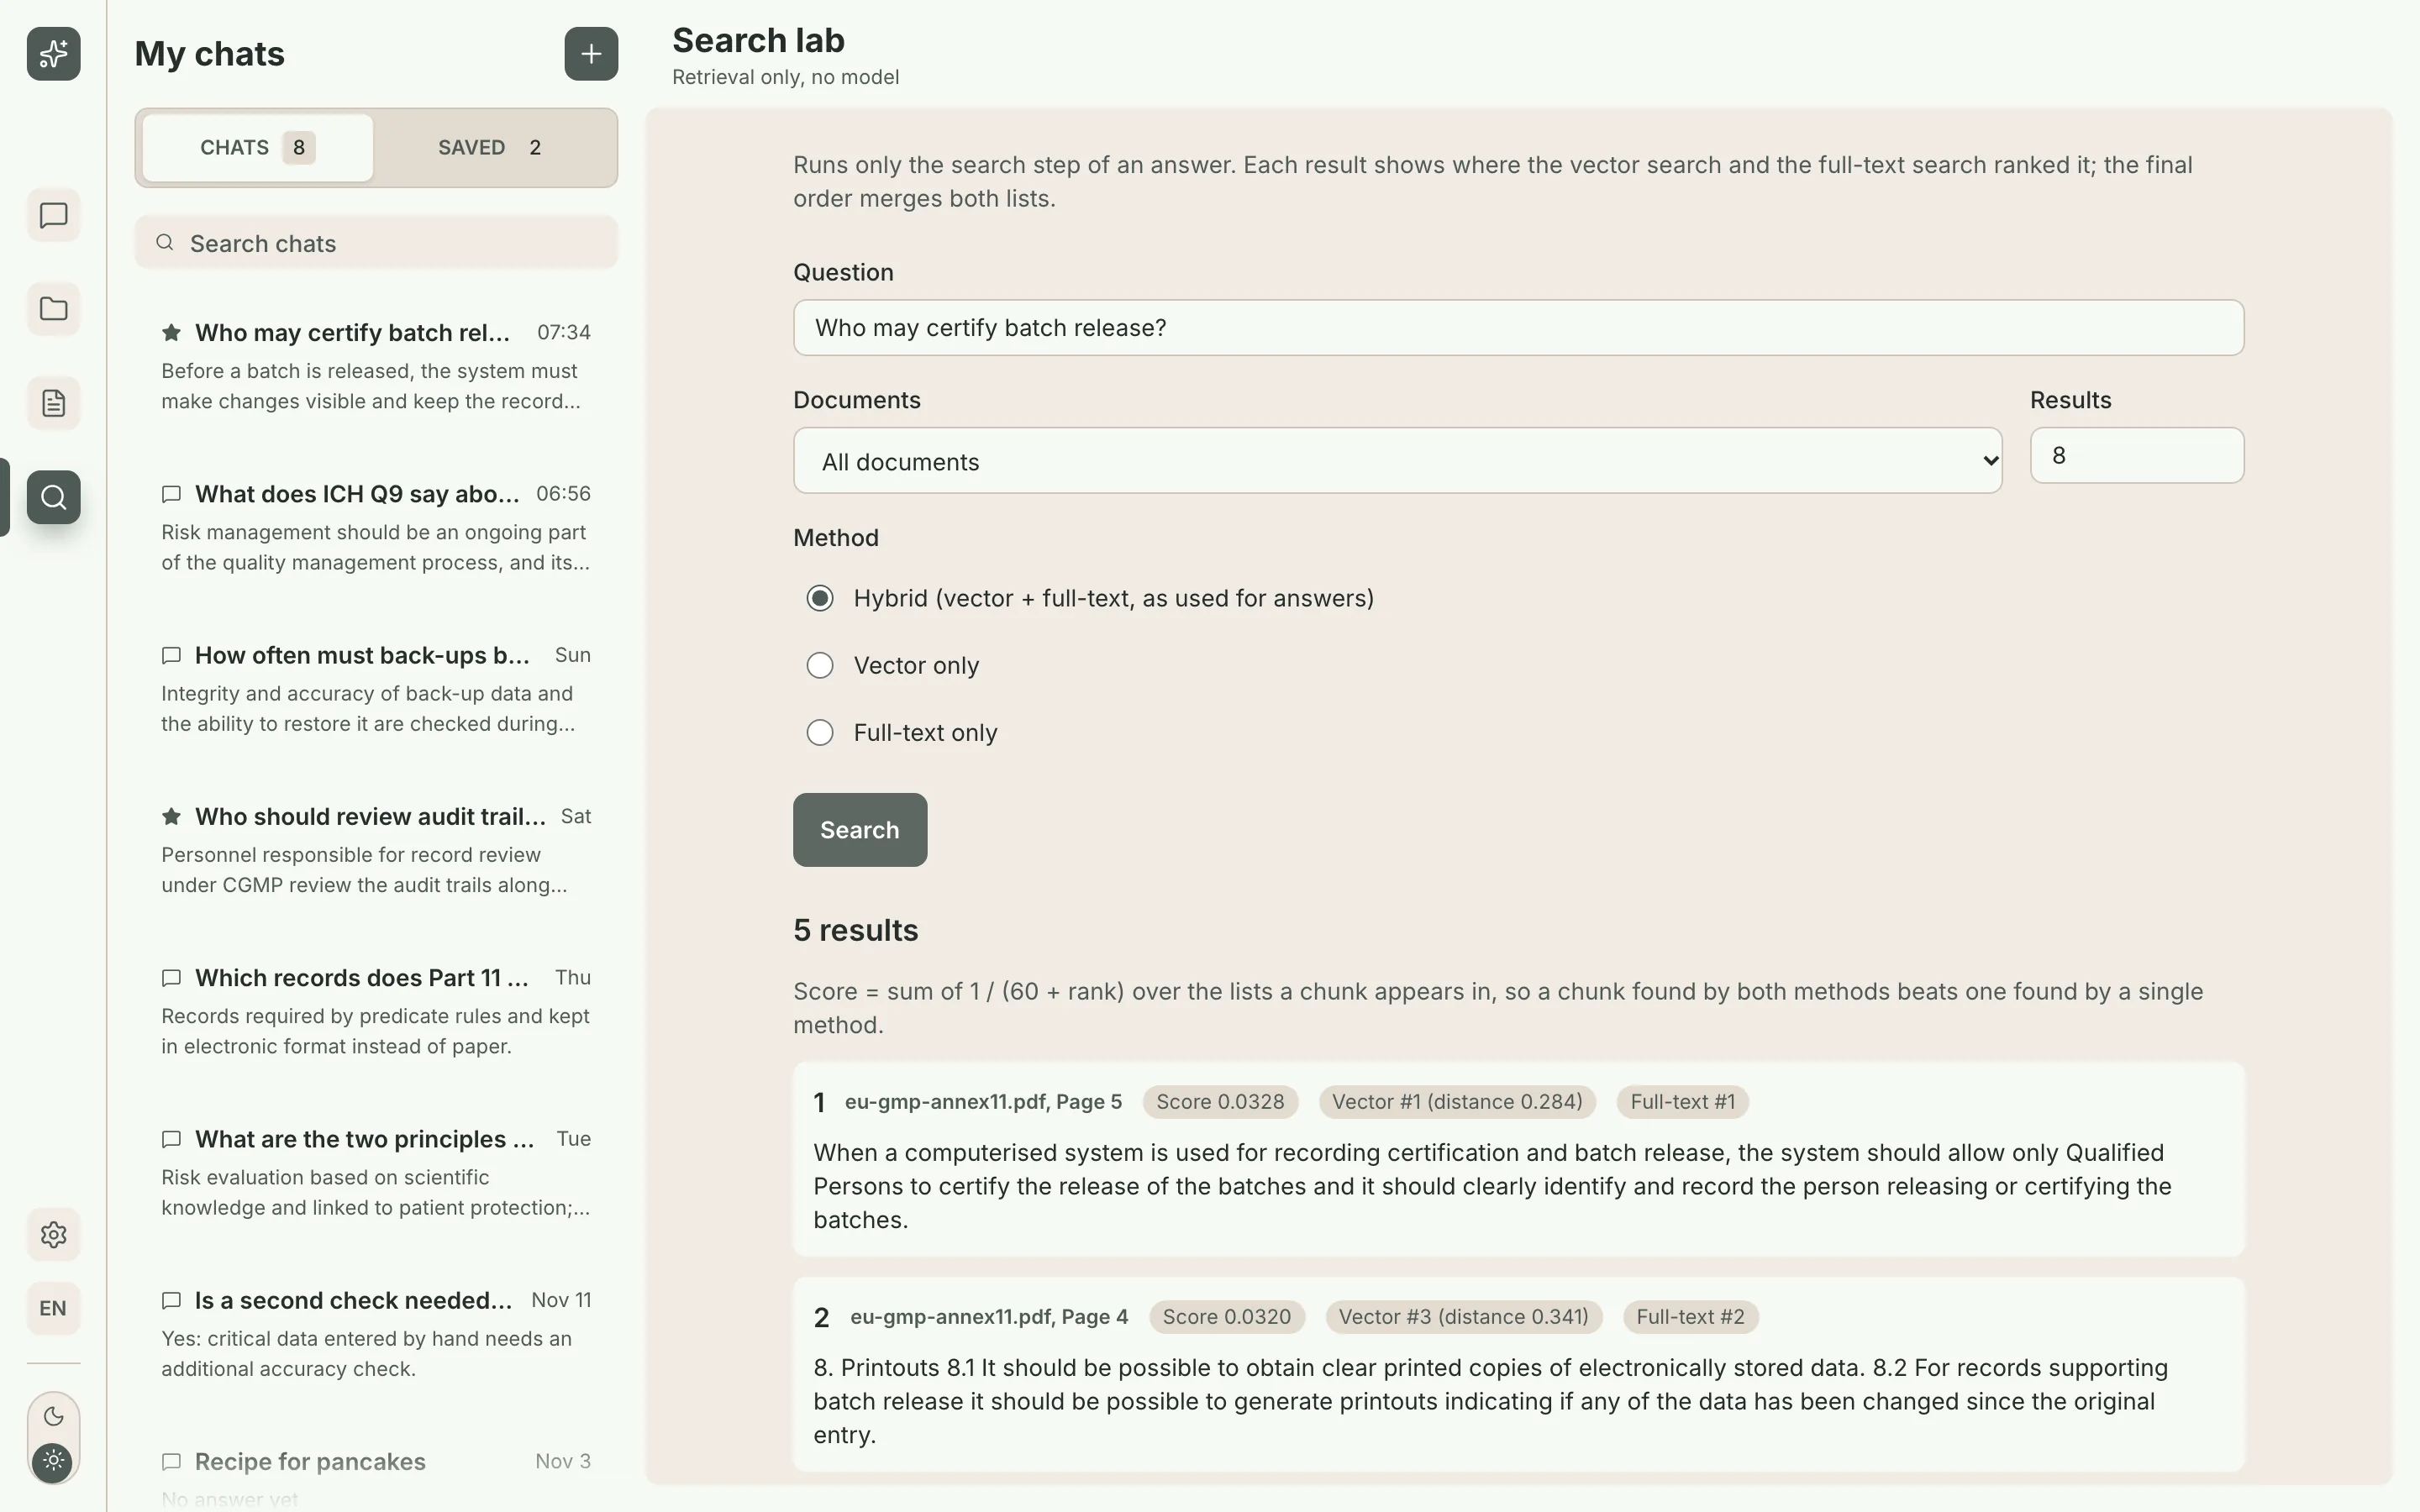 My chats
CHATS 8
SAVED 2
Search chats
Who may certify batch rel... 07:34
Before a batch is released, the system must
make changes visible and keep the record...
What does ICH Q9 say abo... 06:56
Risk management should be an ongoing part
of the quality management process, and its...
How often must back-ups b... Sun
Integrity and accuracy of back-up data and
the ability to restore it are checked during...
Who should review audit trail... Sat
Personnel responsible for record review
under CGMP review the audit trails along...
Which records does Part 11 ... Thu
Records required by predicate rules and kept
in electronic format instead of paper.
What are the two principles ... Tue
Risk evaluation based on scientific
knowledge and linked to patient protection;...
Is a second check needed... Nov 11
Yes: critical data entered by hand needs an
additional accuracy check.
Recipe for pancakes Nov 3
No answer yet
EN
Search lab
Retrieval only, no model
Runs only the search step of an answer. Each result shows where the vector search and the full-text search ranked it; the final
order merges both lists.
Question
Who may certify batch release?
Documents
All documents
Results
8
Method
Hybrid (vector + full-text, as used for answers)
Vector only
Full-text only
Search
5 results
Score = sum of 1 / (60 + rank) over the lists a chunk appears in, so a chunk found by both methods beats one found by a single
method.
1 eu-gmp-annex11.pdf, Page 5 Score 0.0328 Vector #1 (distance 0.284) Full-text #1
When a computerised system is used for recording certification and batch release, the system should allow only Qualified
Persons to certify the release of the batches and it should clearly identify and record the person releasing or certifying the
batches.
2 eu-gmp-annex11.pdf, Page 4 Score 0.0320 Vector #3 (distance 0.341) Full-text #2
8. Printouts 8.1 It should be possible to obtain clear printed copies of electronically stored data. 8.2 For records supporting
batch release it should be possible to generate printouts indicating if any of the data has been changed since the original
entry.